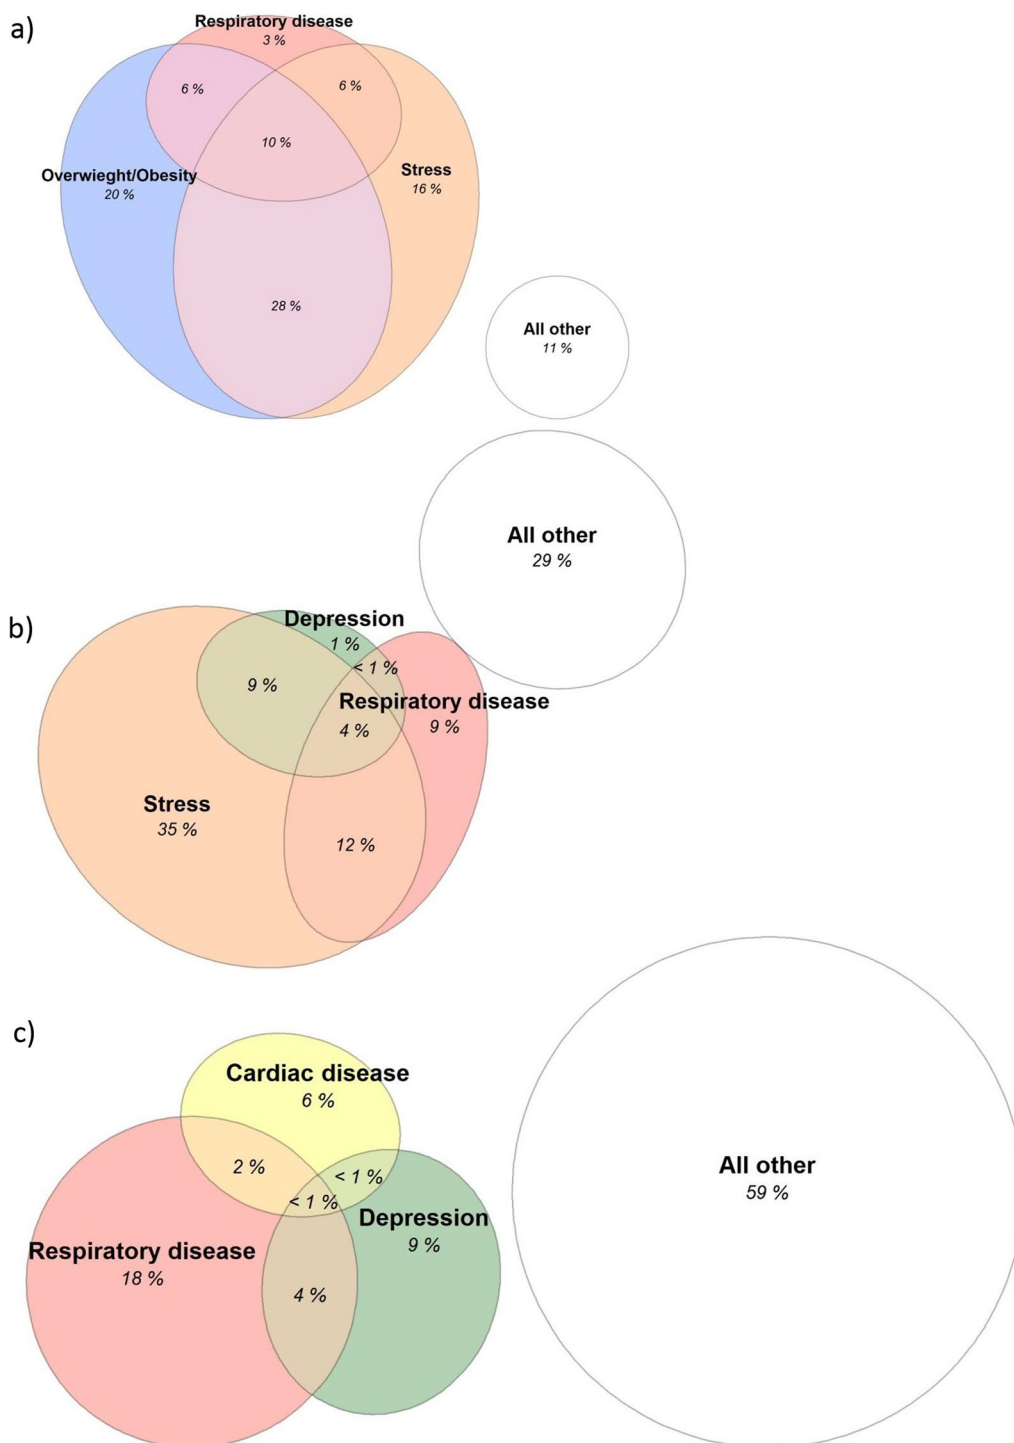 a)
Respiratory disease
3 %
6 %
6 %
10 %
Overwieght/Obesity
20 %
Stress
16 %
28 %
All other
11 %
All other
29 %
b)
Depression
1 %
< 1 %
9 %
Respiratory disease
4 %
9 %
Stress
35 %
12 %
c)
Cardiac disease
6 %
2 %
< 1 %
< 1 %
All other
59 %
Depression
9 %
Respiratory disease
18 %
4 %